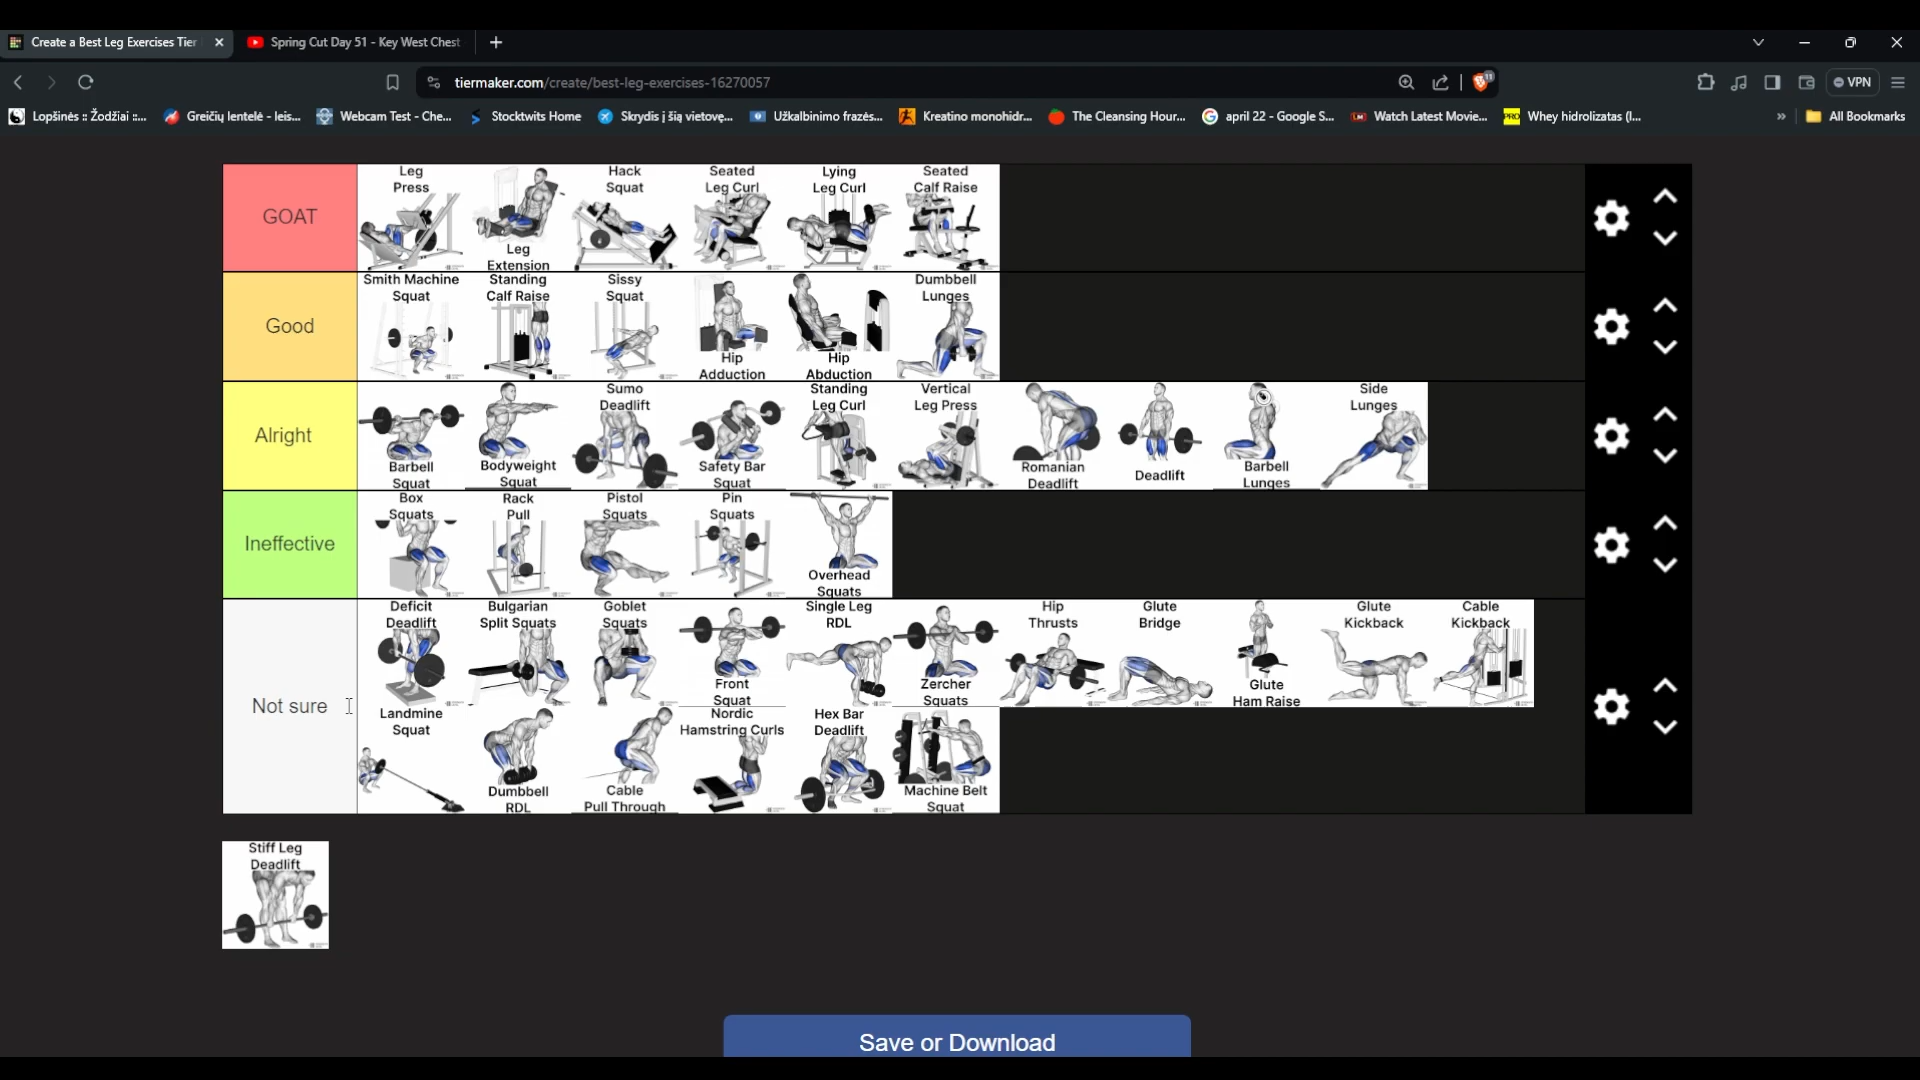 Create a Best Leg Exercises Tier
Spring Cut Day 51 - Key West Chest
tiermaker.com/create/best-leg-exercises-16270057
11
VPN
Lopšinės :: Žodžiai ::...
Greičių lentelė - leis...
Webcam Test - Che...
Stocktwits Home
Skrydis į šią vietovę...
Užkalbinimo frazės...
Kreatino monohidr...
The Cleansing Hour...
april 22 - Google S...
Watch Latest Movie...
Whey hidrolizatas (I...
»
All Bookmarks
GOAT
Leg
Press
Leg
Extension
Hack
Squat
Seated
Leg Curl
Lying
Leg Curl
Seated
Calf Raise
Good
Smith Machine
Squat
Standing
Calf Raise
Sissy
Squat
Hip
Adduction
Hip
Abduction
Dumbbell
Lunges
Alright
Barbell
Squat
Bodyweight
Squat
Sumo
Deadlift
Safety Bar
Squat
Standing
Leg Curl
Vertical
Leg Press
Romanian
Deadlift
Deadlift
Barbell
Lunges
Side
Lunges
Ineffective
Box
Squats
Rack
Pull
Pistol
Squats
Pin
Squats
Overhead
Squats
Not sure
Deficit
Deadlift
Bulgarian
Split Squats
Goblet
Squats
Front
Squat
Single Leg
RDL
Zercher
Squats
Hip
Thrusts
Glute
Bridge
Glute
Ham Raise
Glute
Kickback
Cable
Kickback
Landmine
Squat
Dumbbell
RDL
Cable
Pull Through
Nordic
Hamstring Curls
Hex Bar
Deadlift
Machine Belt
Squat
Stiff Leg
Deadlift
Save or Download